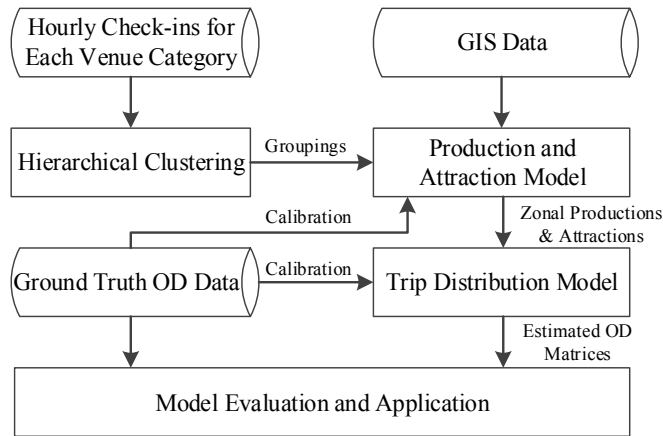 Hourly Check-ins for
Each Venue Category
GIS Data
Hierarchical Clustering
Groupings
Production and
Attraction Model
Calibration
Zonal Productions
& Attractions
Ground Truth OD Data
Calibration
Trip Distribution Model
Estimated OD
Matrices
Model Evaluation and Application